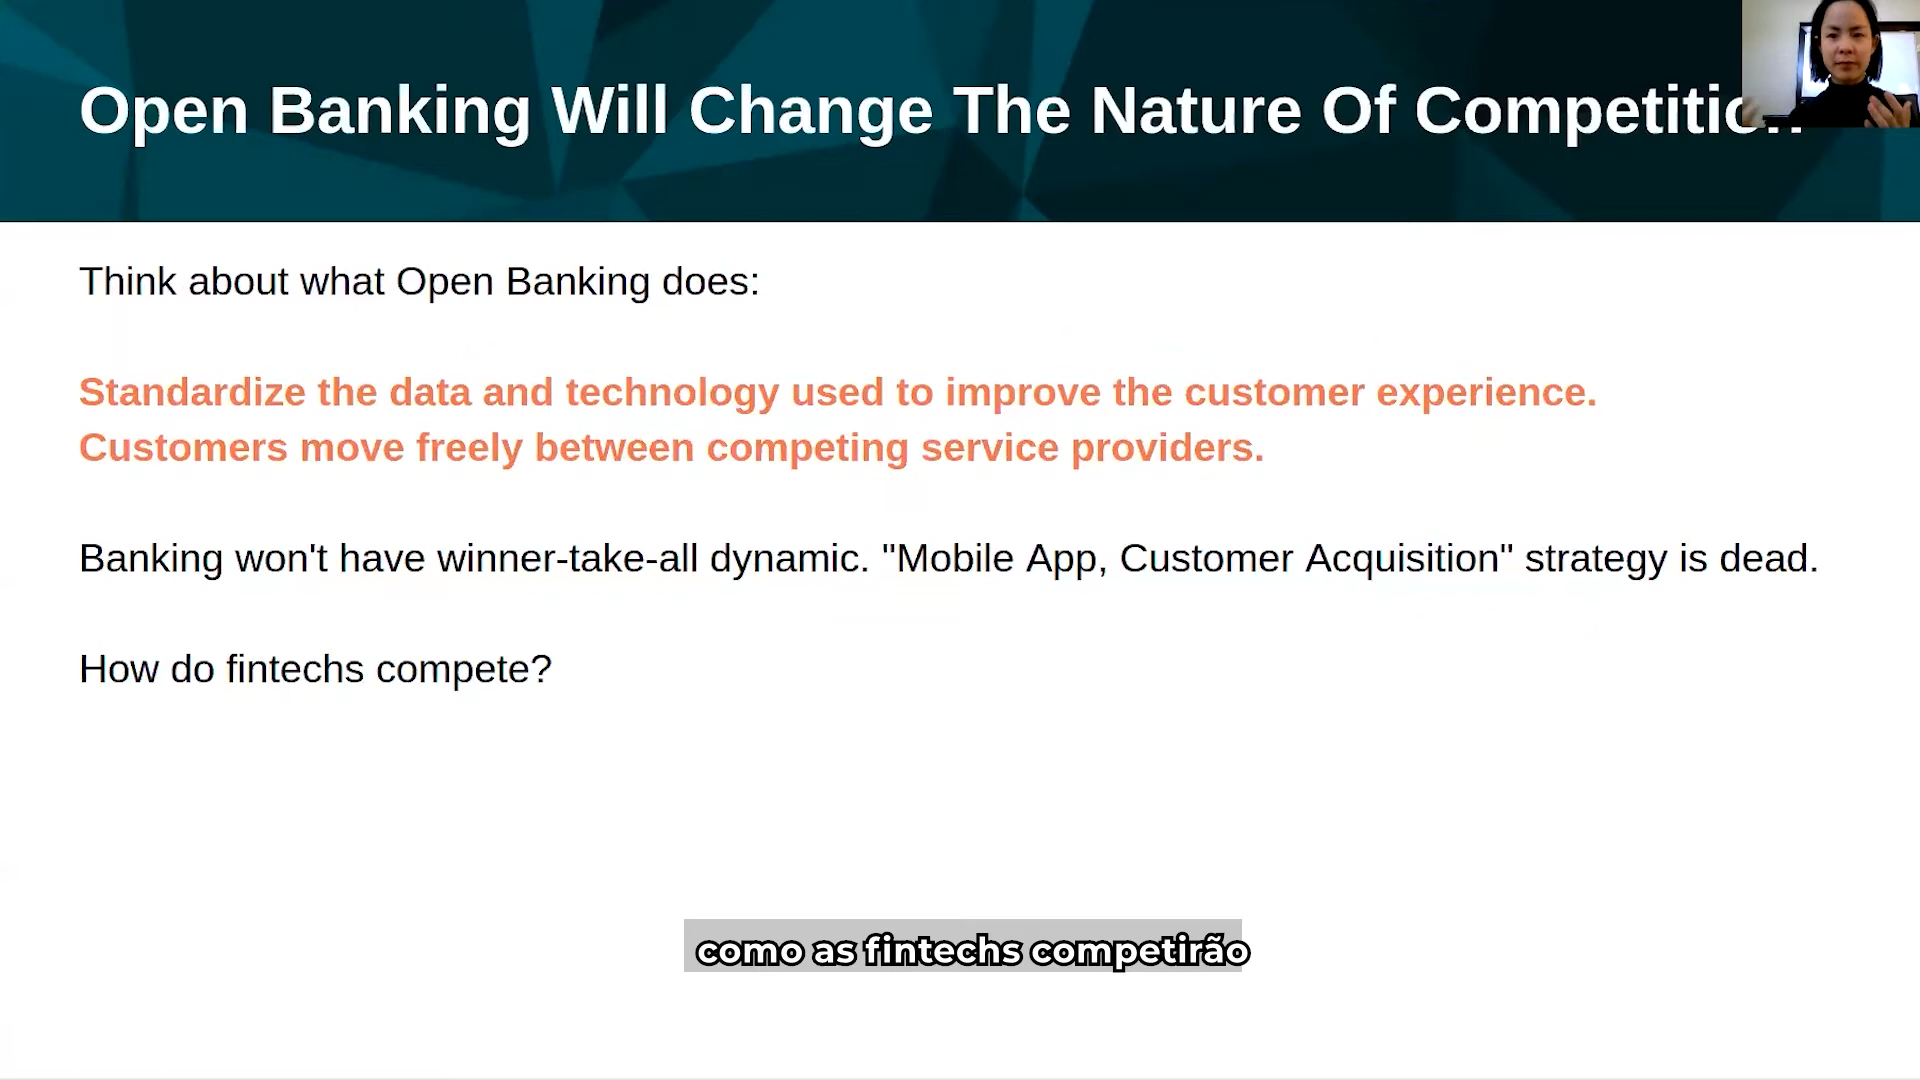 Open Banking Will Change The Nature Of Competition
Think about what Open Banking does:
Standardize the data and technology used to improve the customer experience.
Customers move freely between competing service providers.
Banking won't have winner-take-all dynamic. "Mobile App, Customer Acquisition" strategy is dead.
How do fintechs compete?
como as fintechs competirão